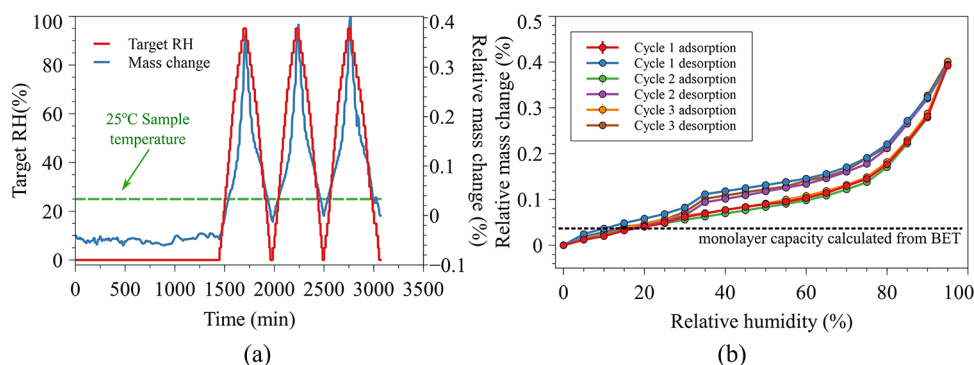 100
80
60
40
20
0
Target RH(%)
Target RH
Mass change
25°C Sample
temperature
0.4
0.3
0.2
0.1
0
−0.1
Relative mass change (%)
0 500 1000 1500 2000 2500 3000 3500
Time (min)
(a)
0.5
0.4
0.3
0.2
0.1
0
Relative mass change (%)
Cycle 1 adsorption
Cycle 1 desorption
Cycle 2 adsorption
Cycle 2 desorption
Cycle 3 adsorption
Cycle 3 desorption
monolayer capacity calculated from BET
0 20 40 60 80 100
Relative humidity (%)
(b)